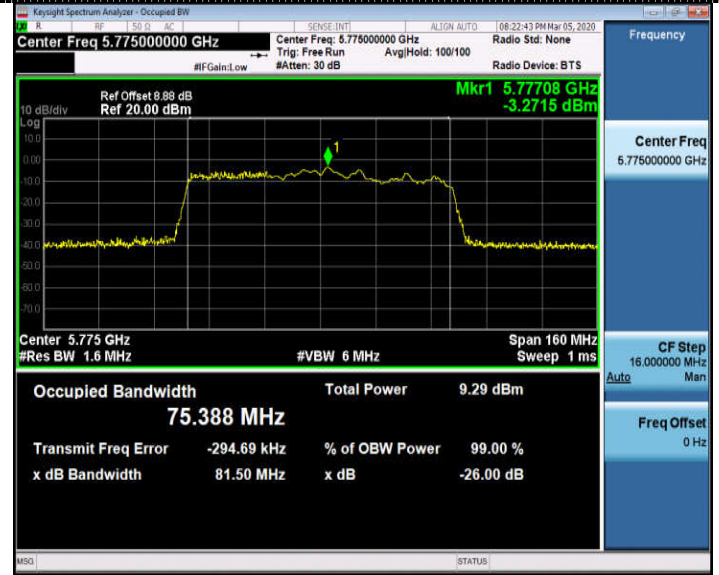 Keysight Spectrum Analyzer - Occupied BW
R RF 50 Ω AC SENSE:INT ALIGN AUTO 08:22:43 PM Mar 05, 2020
Center Freq 5.775000000 GHz
Center Freq: 5.775000000 GHz
Radio Std: None
Trig: Free Run Avg|Hold: 100/100
#IFGain:Low
#Atten: 30 dB
Radio Device: BTS
Frequency
Ref Offset 8.88 dB
Mkr1 5.77708 GHz
10 dB/div Ref 20.00 dBm
-3.2715 dBm
Log
10.0
0.00
-10.0
-20.0
-30.0
-40.0
-50.0
-60.0
-70.0
1
Center 5.775 GHz
Span 160 MHz
#Res BW 1.6 MHz
#VBW 6 MHz
Sweep 1 ms
Occupied Bandwidth
Total Power 9.29 dBm
75.388 MHz
Transmit Freq Error -294.69 kHz
% of OBW Power 99.00 %
x dB Bandwidth 81.50 MHz
x dB -26.00 dB
Center Freq
5.775000000 GHz
CF Step
16.000000 MHz
Auto Man
Freq Offset
0 Hz
MSG
STATUS